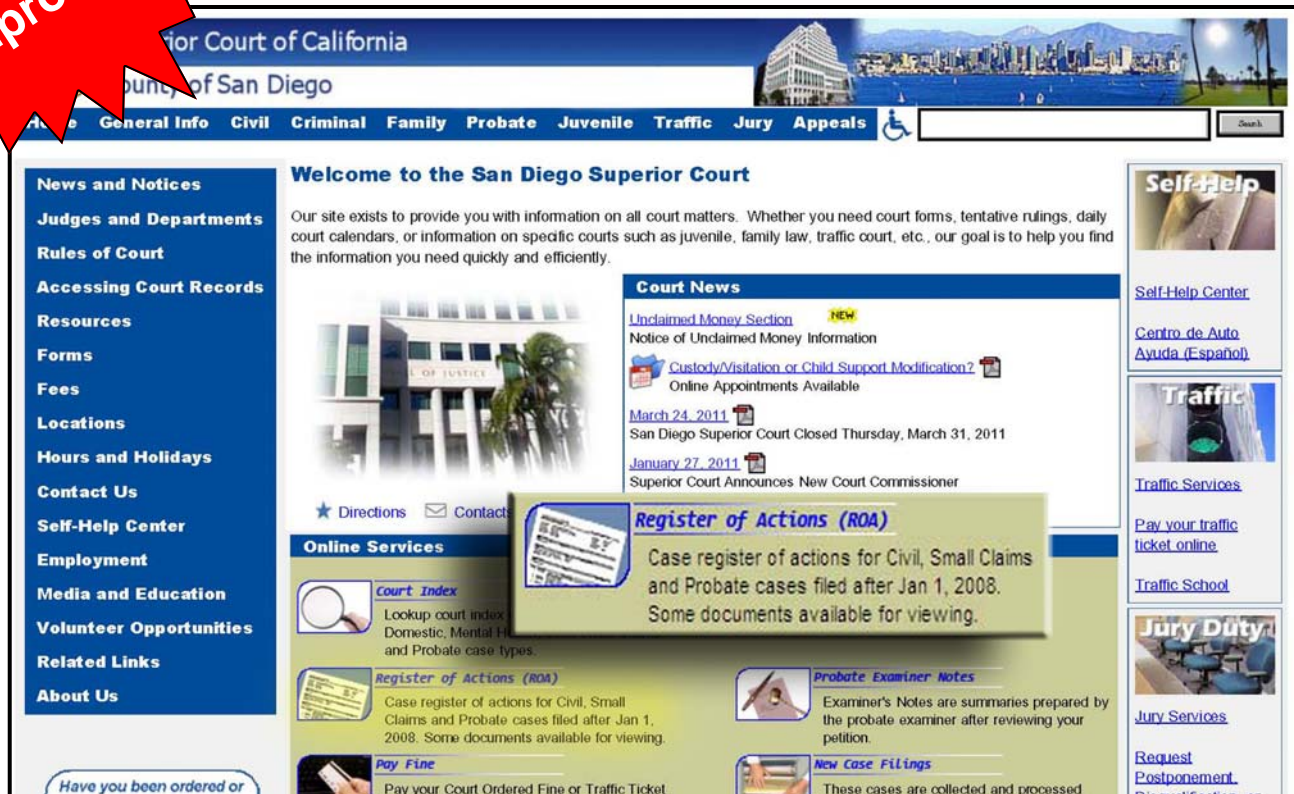 pro
ior Court of California
ounty of San Diego
Home General Info Civil Criminal Family Probate Juvenile Traffic Jury Appeals
Search
News and Notices
Judges and Departments
Rules of Court
Accessing Court Records
Resources
Forms
Fees
Locations
Hours and Holidays
Contact Us
Self-Help Center
Employment
Media and Education
Volunteer Opportunities
Related Links
About Us
Have you been ordered or
Welcome to the San Diego Superior Court
Our site exists to provide you with information on all court matters. Whether you need court forms, tentative rulings, daily
court calendars, or information on specific courts such as juvenile, family law, traffic court, etc., our goal is to help you find
the information you need quickly and efficiently.
L OF JUSTICE
Directions Contacts
Court News
Unclaimed Money Section NEW
Notice of Unclaimed Money Information
Custody/Visitation or Child Support Modification?
Online Appointments Available
March 24, 2011
San Diego Superior Court Closed Thursday, March 31, 2011
January 27, 2011
Superior Court Announces New Court Commissioner
Register of Actions (ROA)
Case register of actions for Civil, Small Claims
and Probate cases filed after Jan 1, 2008.
Some documents available for viewing.
Online Services
Court Index
Lookup court index
Domestic, Mental
and Probate case types.
Register of Actions (ROA)
Case register of actions for Civil, Small
Claims and Probate cases filed after Jan 1,
2008. Some documents available for viewing.
Pay Fine
Pay your Court Ordered Fine or Traffic Ticket
Probate Examiner Notes
Examiner's Notes are summaries prepared by
the probate examiner after reviewing your
petition.
New Case Filings
These cases are collected and processed
Self-Help
Self-Help Center
Centro de Auto
Ayuda (Español)
Traffic
Traffic Services
Pay your traffic
ticket online
Traffic School
Jury Duty
Jury Services
Request
Postponement,